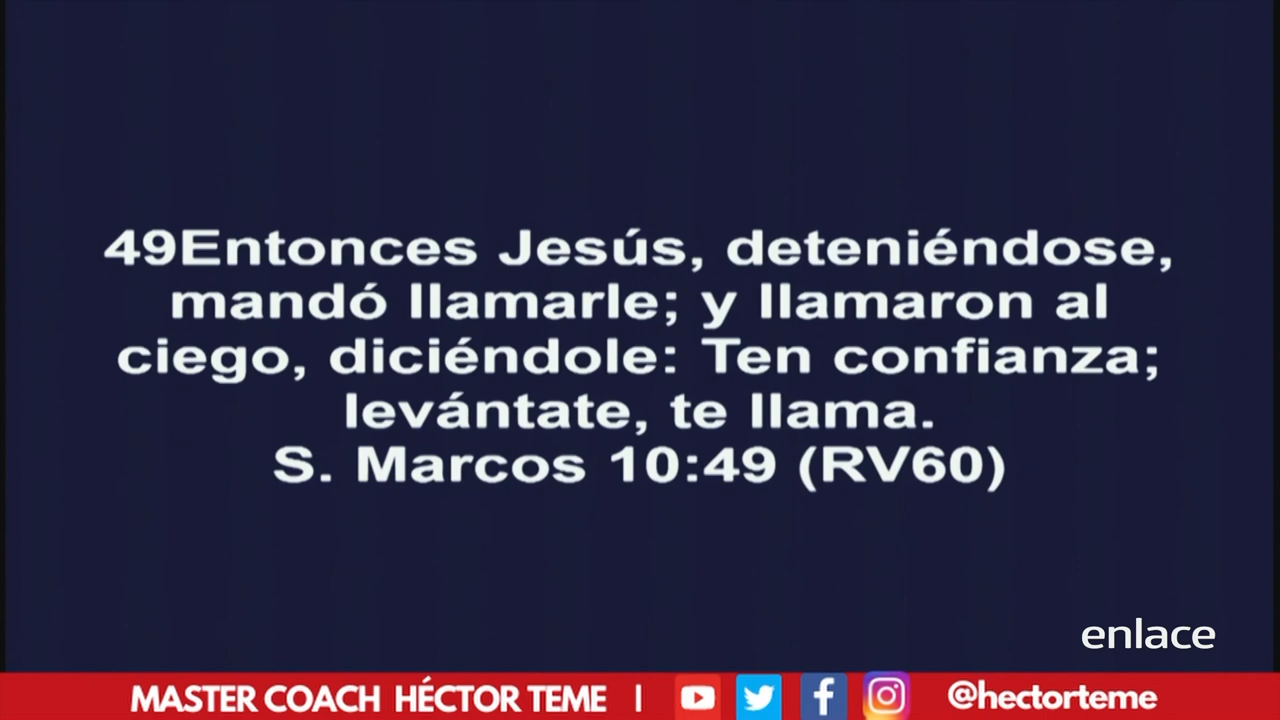 49Entonces Jesús, deteniéndose,
mandó llamarle; y llamaron al
ciego, diciéndole: Ten confianza;
levántate, te llama.
S. Marcos 10:49 (RV60)
enlace
MASTER COACH HÉCTOR TEME | @hectorteme